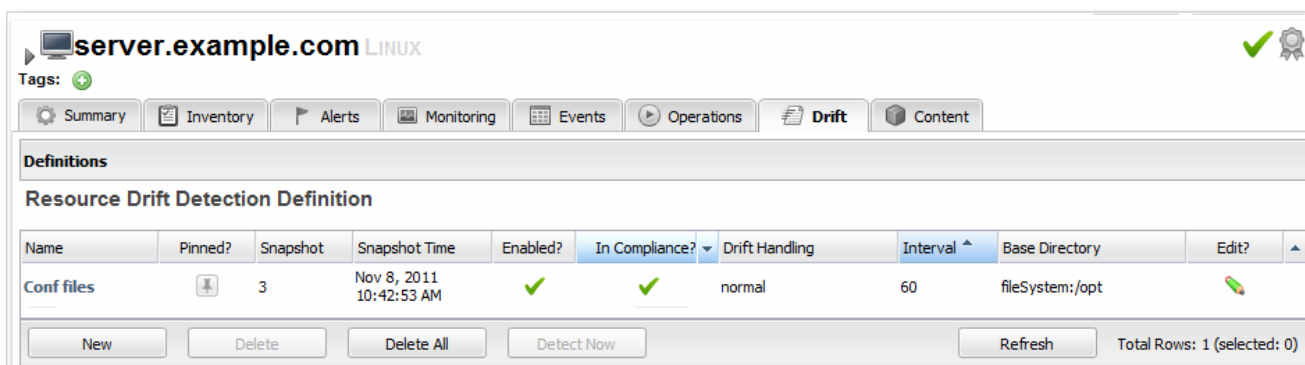 server.example.com LINUX
Tags:
Summary Inventory Alerts Monitoring Events Operations Drift Content
Definitions
Resource Drift Detection Definition
Name Pinned? Snapshot Snapshot Time Enabled? In Compliance? Drift Handling Interval Base Directory Edit?
Conf files 3 Nov 8, 2011 10:42:53 AM normal 60 fileSystem:/opt
New Delete Delete All Detect Now Refresh Total Rows: 1 (selected: 0)